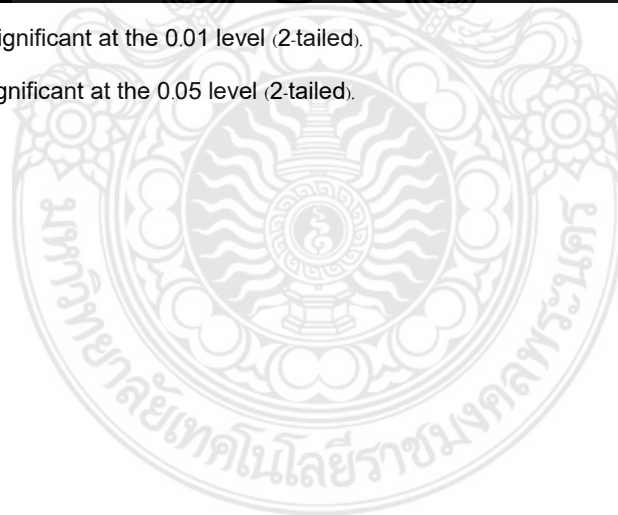 ignificant at the 0.01 level (2-tailed).
gnificant at the 0.05 level (2-tailed).
มหาวิทยาลัยเทคโนโลยีราชมงคลพระนคร